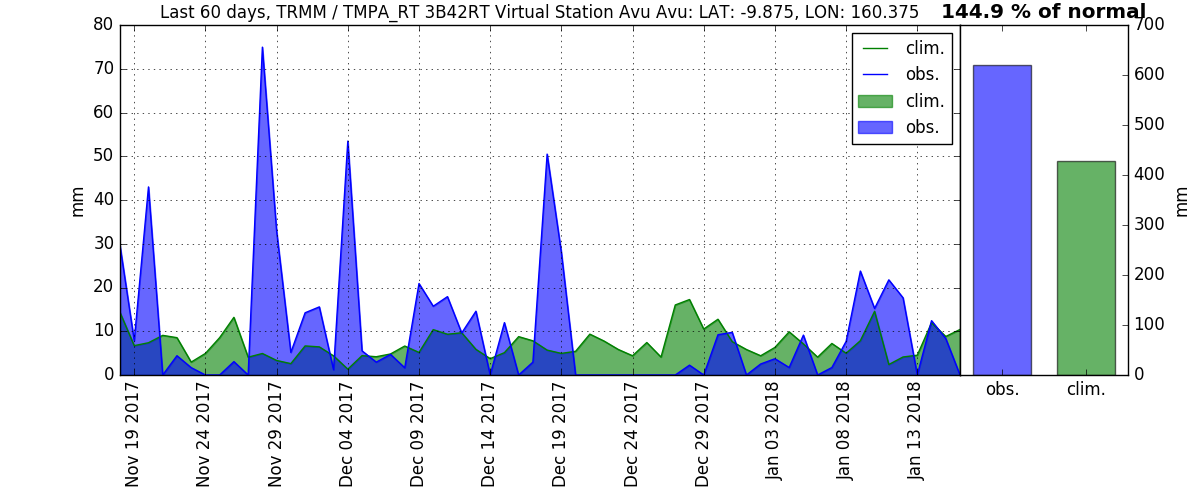 Last 60 days, TRMM / TMPA_RT 3B42RT Virtual Station Avu Avu: LAT: -9.875, LON: 160.375
144.9 % of normal
80
70
60
50
40
30
20
10
0
mm
clim.
obs.
clim.
obs.
Nov 19 2017
Nov 24 2017
Nov 29 2017
Dec 04 2017
Dec 09 2017
Dec 14 2017
Dec 19 2017
Dec 24 2017
Dec 29 2017
Jan 03 2018
Jan 08 2018
Jan 13 2018
700
600
500
400
300
200
100
0
mm
obs.
clim.